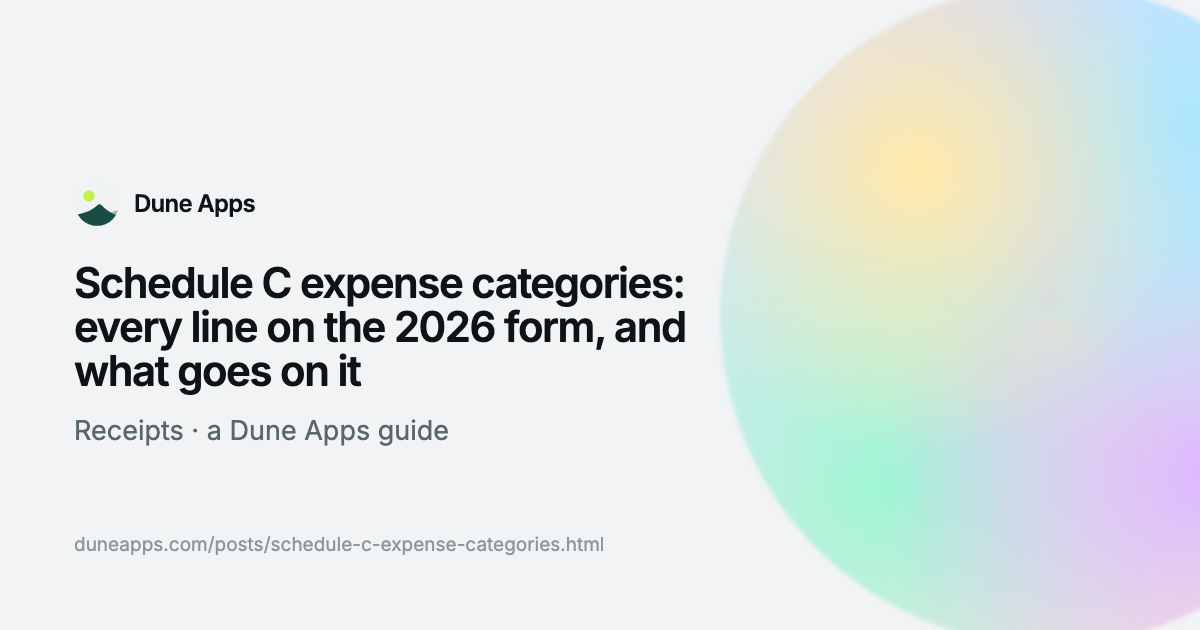 Dune Apps
Schedule C expense categories:
every line on the 2026 form, and
what goes on it
Receipts · a Dune Apps guide
duneapps.com/posts/schedule-c-expense-categories.html